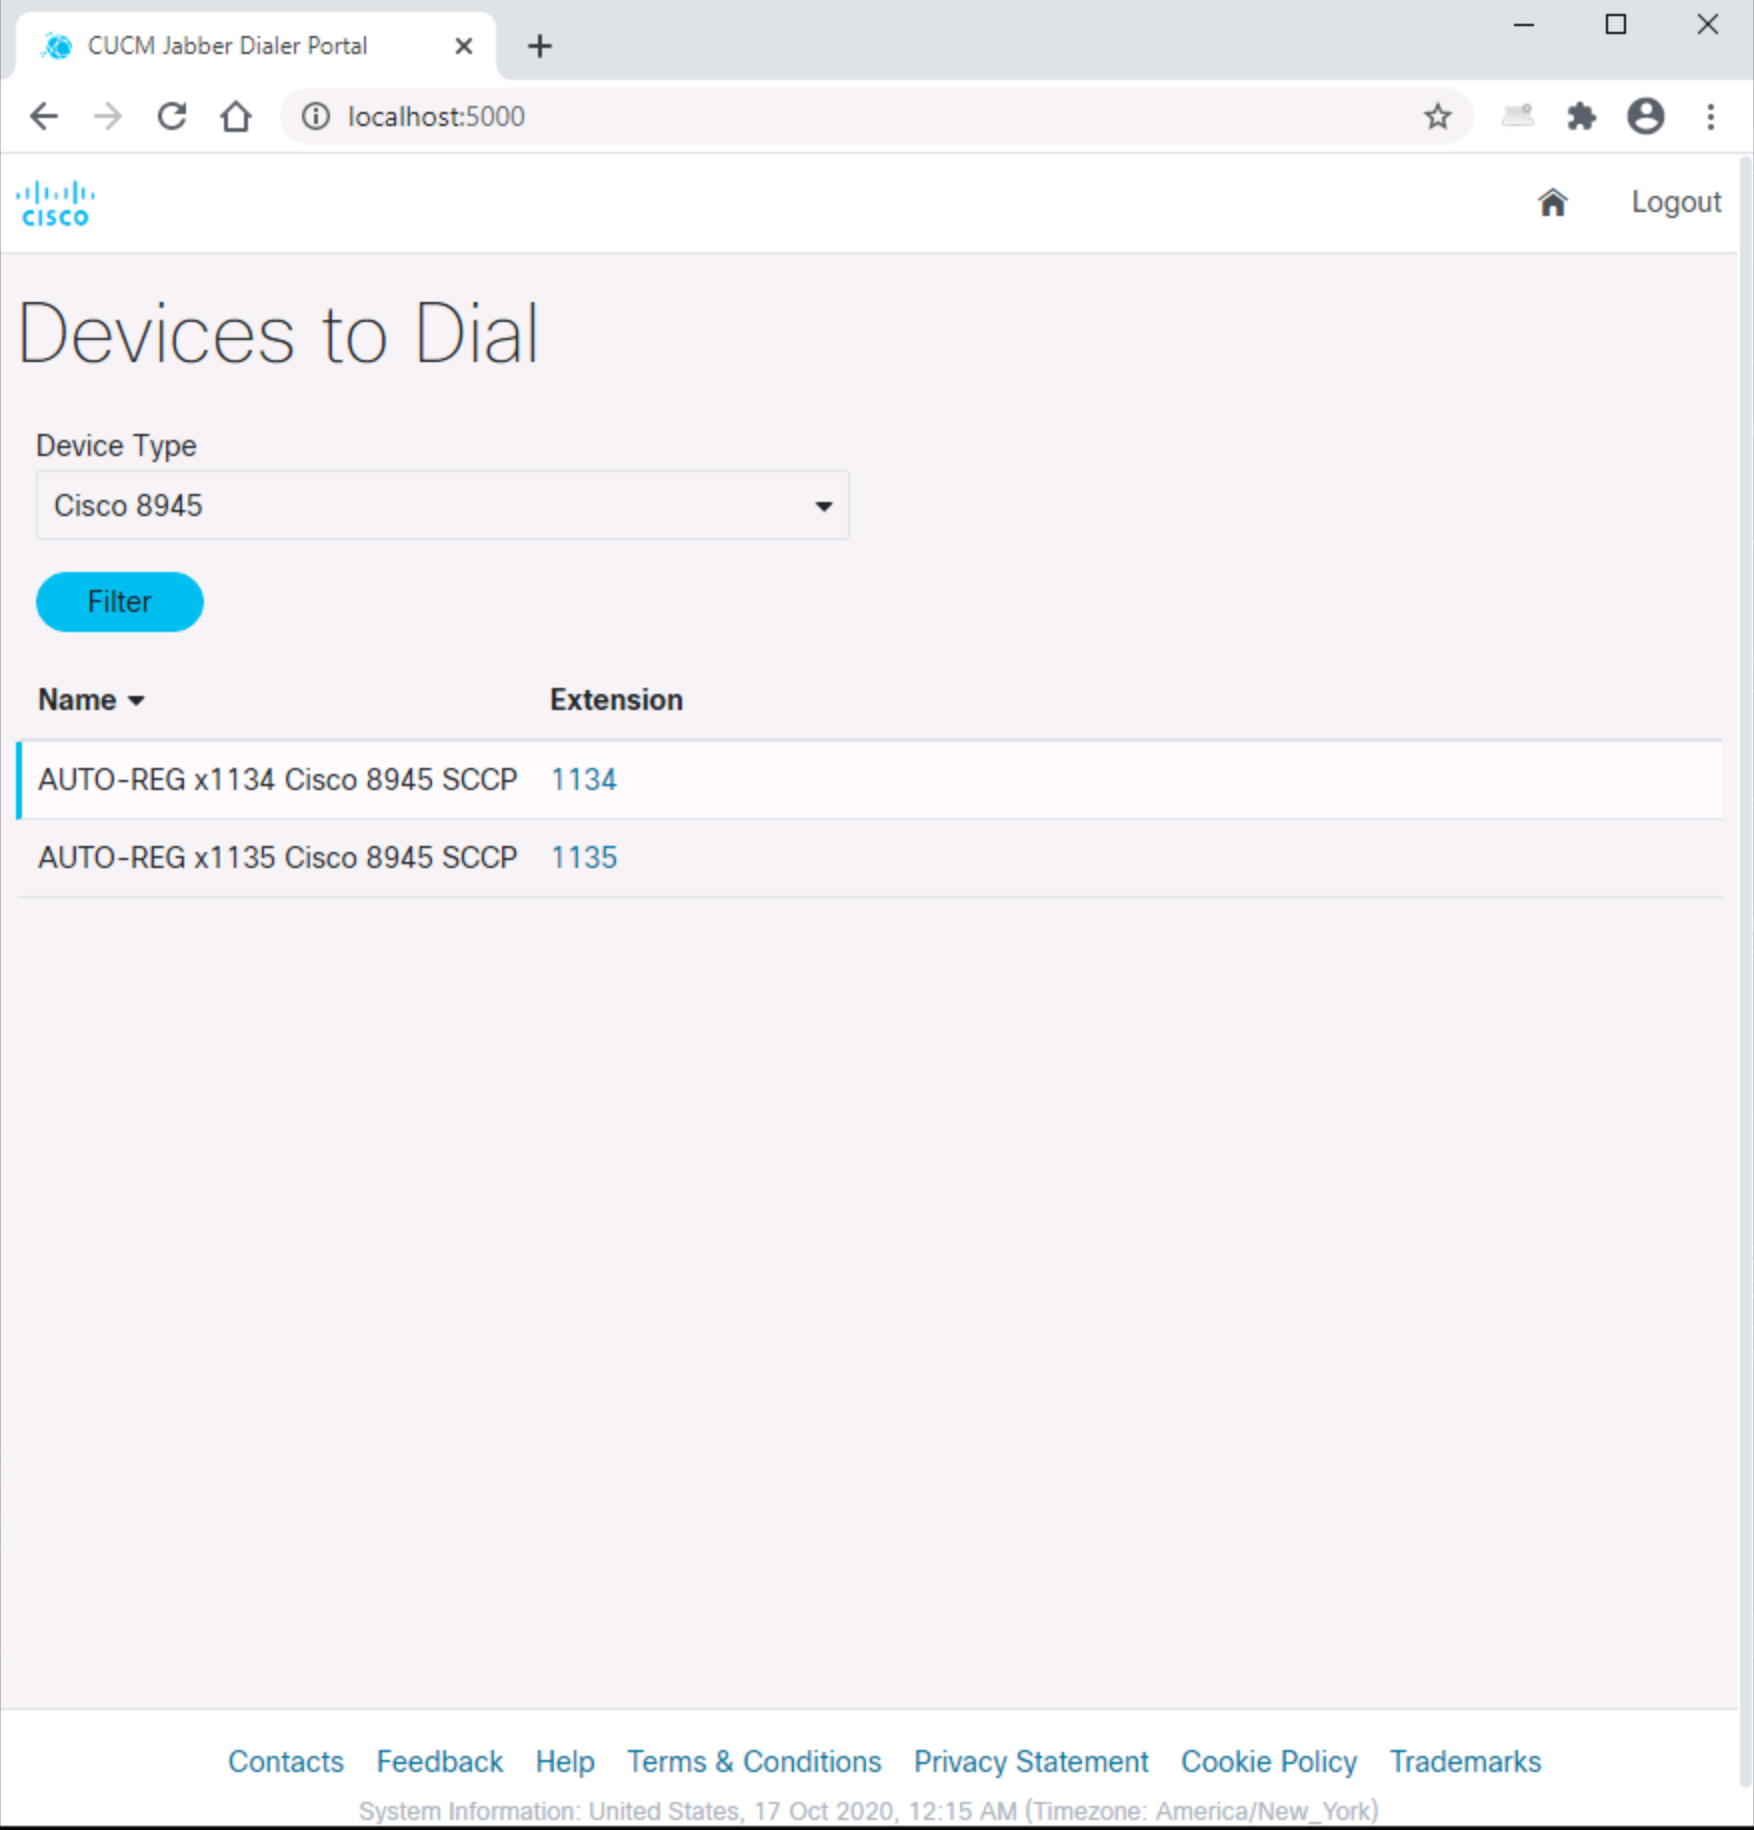 CUCM Jabber Dialer Portal
localhost:5000
CISCO
Logout
Devices to Dial
Device Type
Cisco 8945
Filter
Name Extension
AUTO-REG x1134 Cisco 8945 SCCP 1134
AUTO-REG x1135 Cisco 8945 SCCP 1135
Contacts Feedback Help Terms & Conditions Privacy Statement Cookie Policy Trademarks
System Information: United States, 17 Oct 2020, 12:15 AM (Timezone: America/New_York)